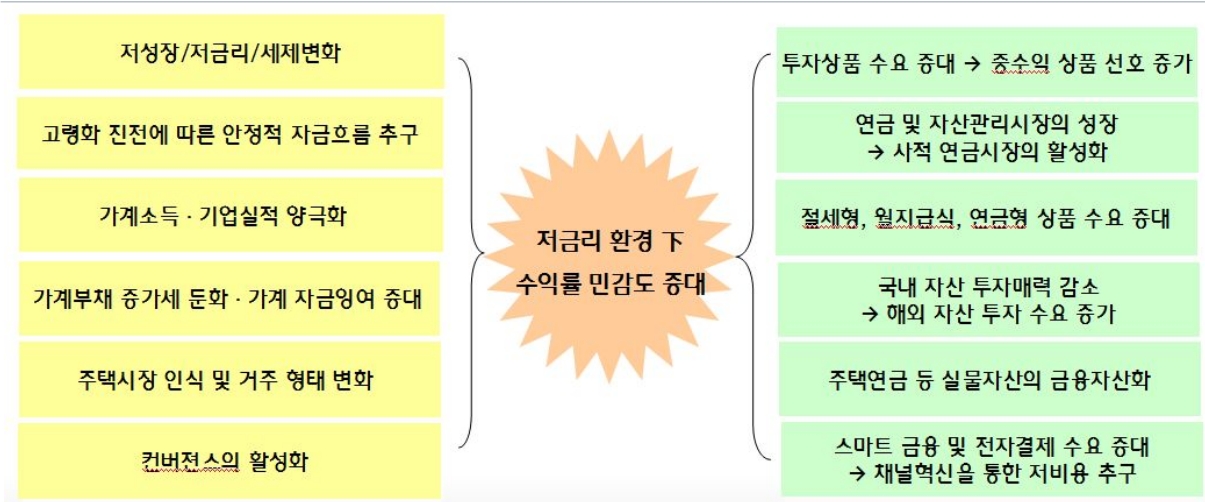 저성장/저금리/세제변화
고령화 진전에 따른 안정적 자금흐름 추구
가계소득 · 기업실적 양극화
가계부채 증가세 둔화 · 가계 자금잉여 증대
주택시장 인식 및 거주 형태 변화
컨버젼스의 활성화
저금리 환경 下
수익률 민감도 증대
투자상품 수요 증대 → 중수익 상품 선호 증가
연금 및 자산관리시장의 성장
→ 사적 연금시장의 활성화
절세형, 월지급식, 연금형 상품 수요 증대
국내 자산 투자매력 감소
→ 해외 자산 투자 수요 증가
주택연금 등 실물자산의 금융자산화
스마트 금융 및 전자결제 수요 증대
→ 채널혁신을 통한 저비용 추구